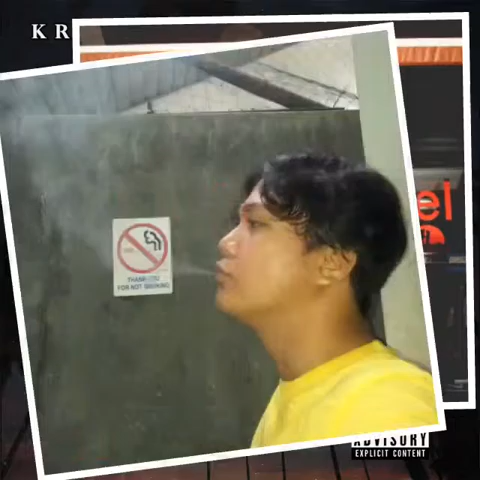 K R
el
THANK YOU
FOR NOT SMOKING
ADVISORY
EXPLICIT CONTENT